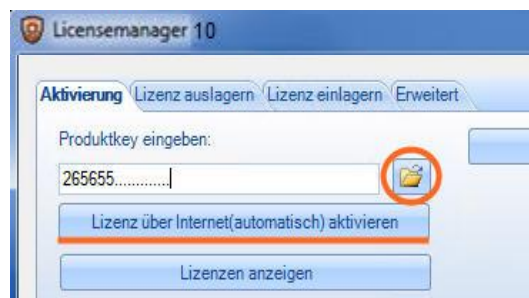 Licensemanager 10
Aktivierung Lizenz auslagern Lizenz einlagern Erweitert
Produktkey eingeben:
265655.............
Lizenz über Internet(automatisch) aktivieren
Lizenzen anzeigen